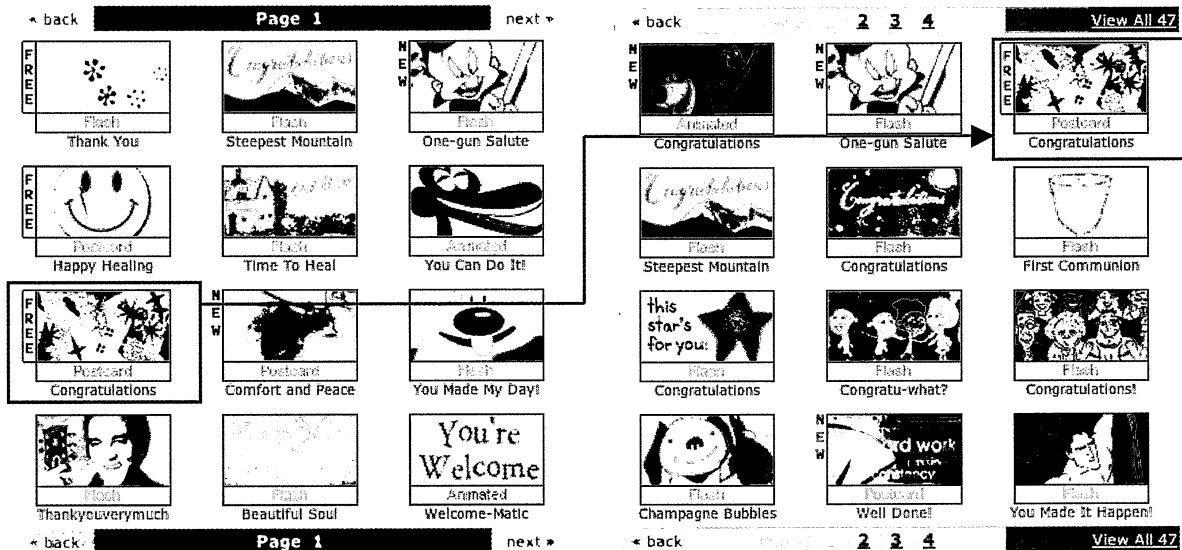 « back Page 1 next »
FREE
Flash
Thank You
Congratulations
Flash
Steepest Mountain
NEW
Flash
One-gun Salute
FREE
Postcard
Happy Healing
Flash
Time To Heal
Animated
You Can Do It!
FREE
Postcard
Congratulations
NEW
Postcard
Comfort and Peace
Flash
You Made My Day!
Flash
Thankyouverymuch
Flash
Beautiful Soul
You're
Welcome
Animated
Welcome-Matic
« back Page 1 next »
« back 2 3 4 View All 47
NEW
Animated
Congratulations
NEW
Flash
One-gun Salute
FREE
Postcard
Congratulations
Congratulations
Flash
Steepest Mountain
Congratulations
Flash
Congratulations
Flash
First Communion
this
star's
for you:
Flash
Congratulations
Flash
Congratu-what?
Flash
Congratulations!
Flash
Champagne Bubbles
NEW
work
Postcard
Well Done!
Flash
You Made It Happen!
« back 2 3 4 View All 47